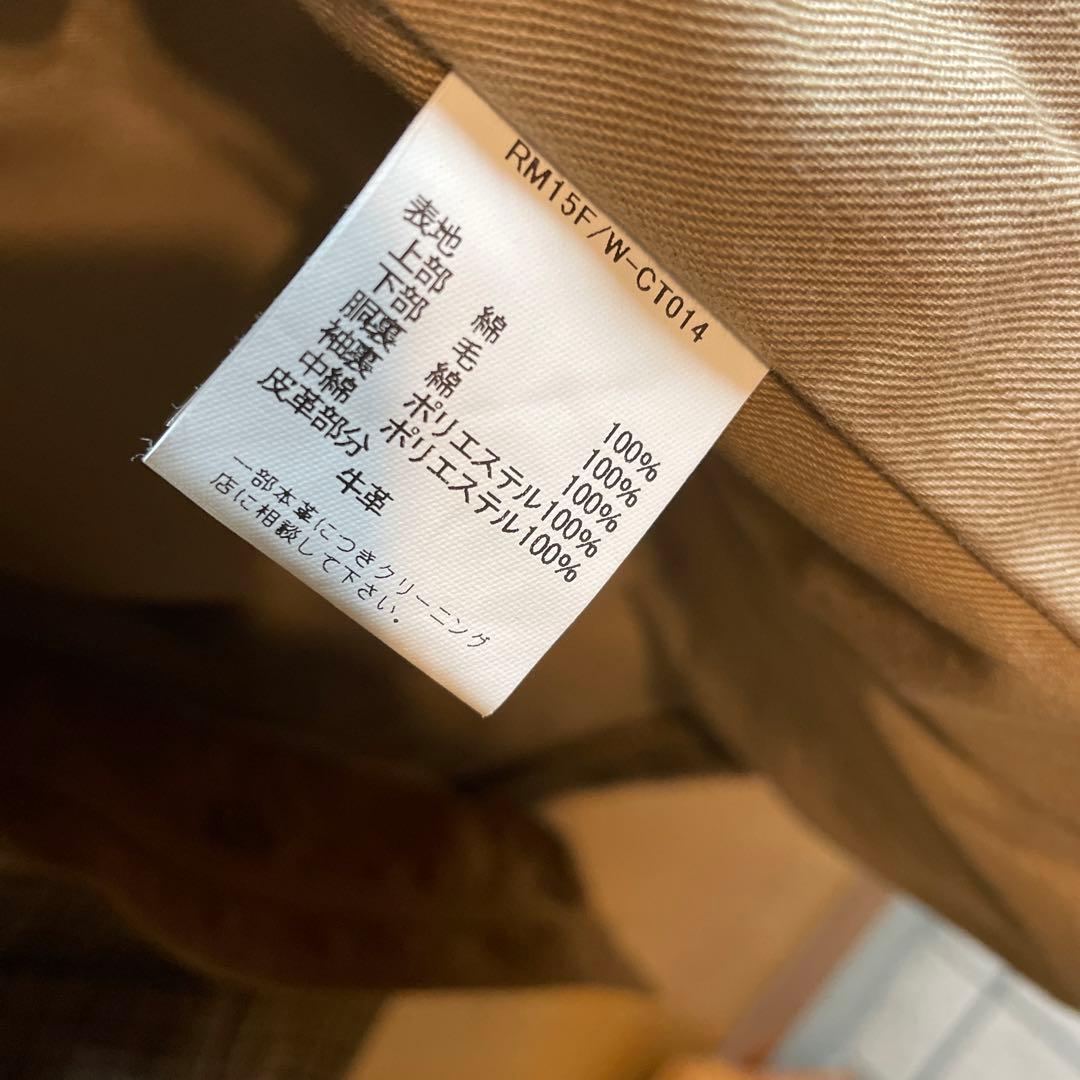 RM15F/W-CT014
表地
上部 綿 100%
下部 毛 100%
胴裏 綿 100%
袖裏 ポリエステル100%
中綿 ポリエステル100%
皮革部分 牛革
一部本革につきクリーニング
店に相談して下さい。